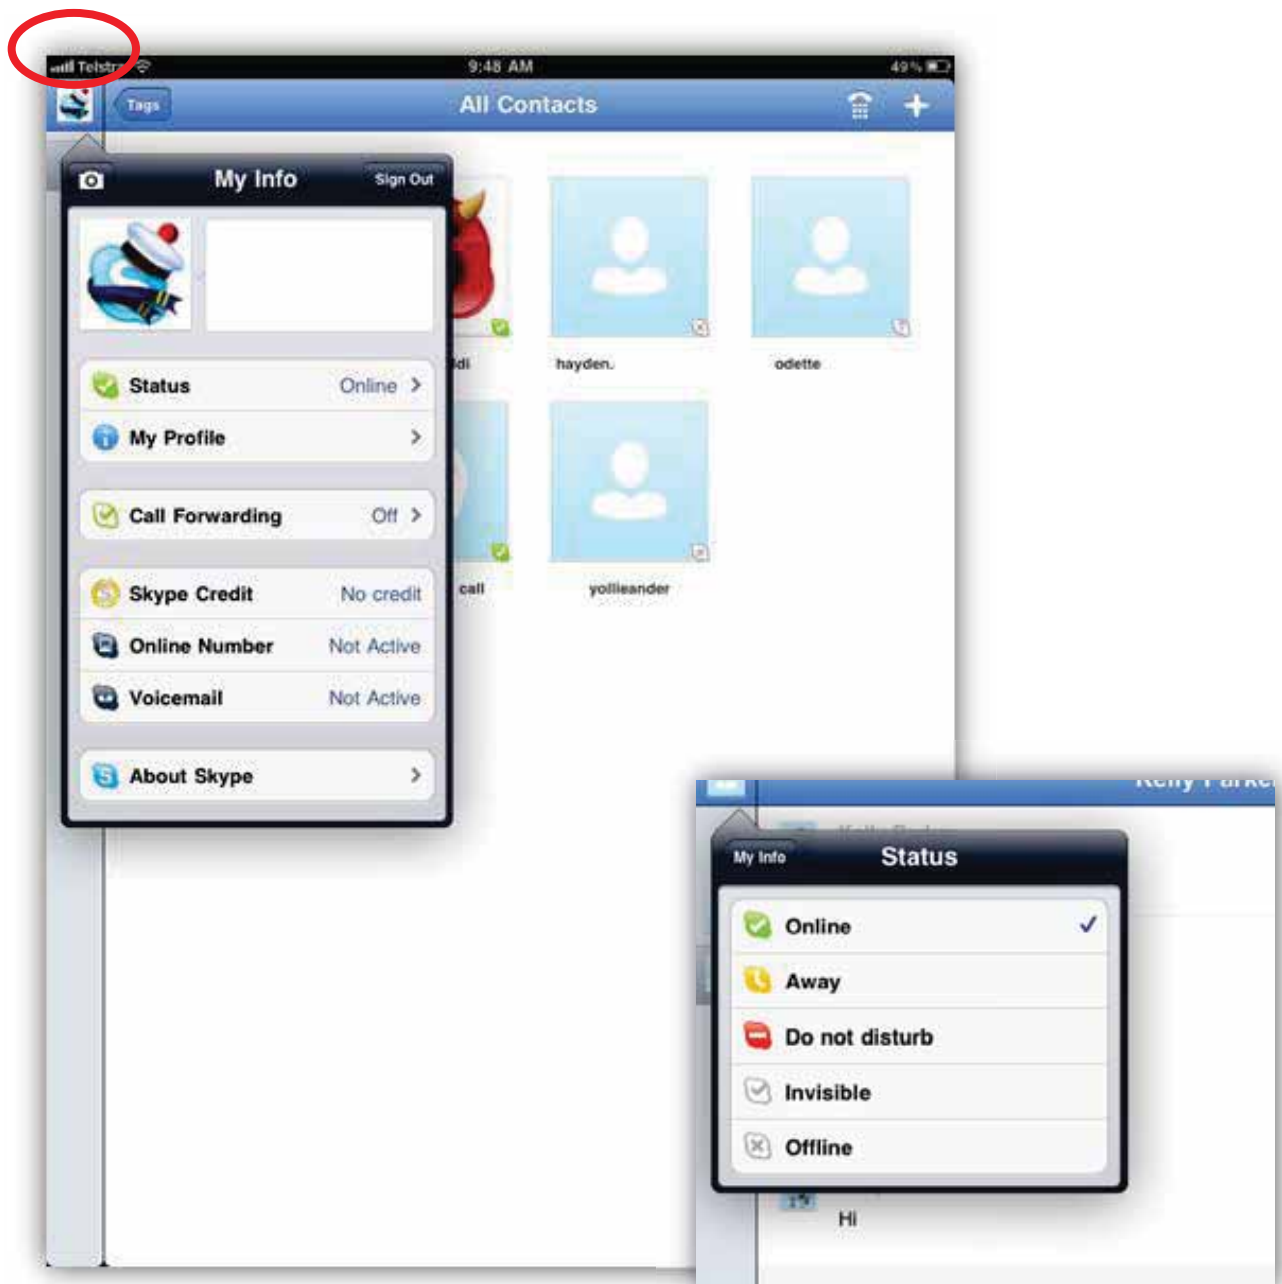 Telstra
9:48 AM
49%
Tags
All Contacts
My Info
Sign Out
hayden.
odette
Status
Online
My Profile
Call Forwarding
Off
Skype Credit
No credit
call
yollieander
Online Number
Not Active
Voicemail
Not Active
About Skype
My Info
Status
Online
Away
Do not disturb
Invisible
Offline
Hi